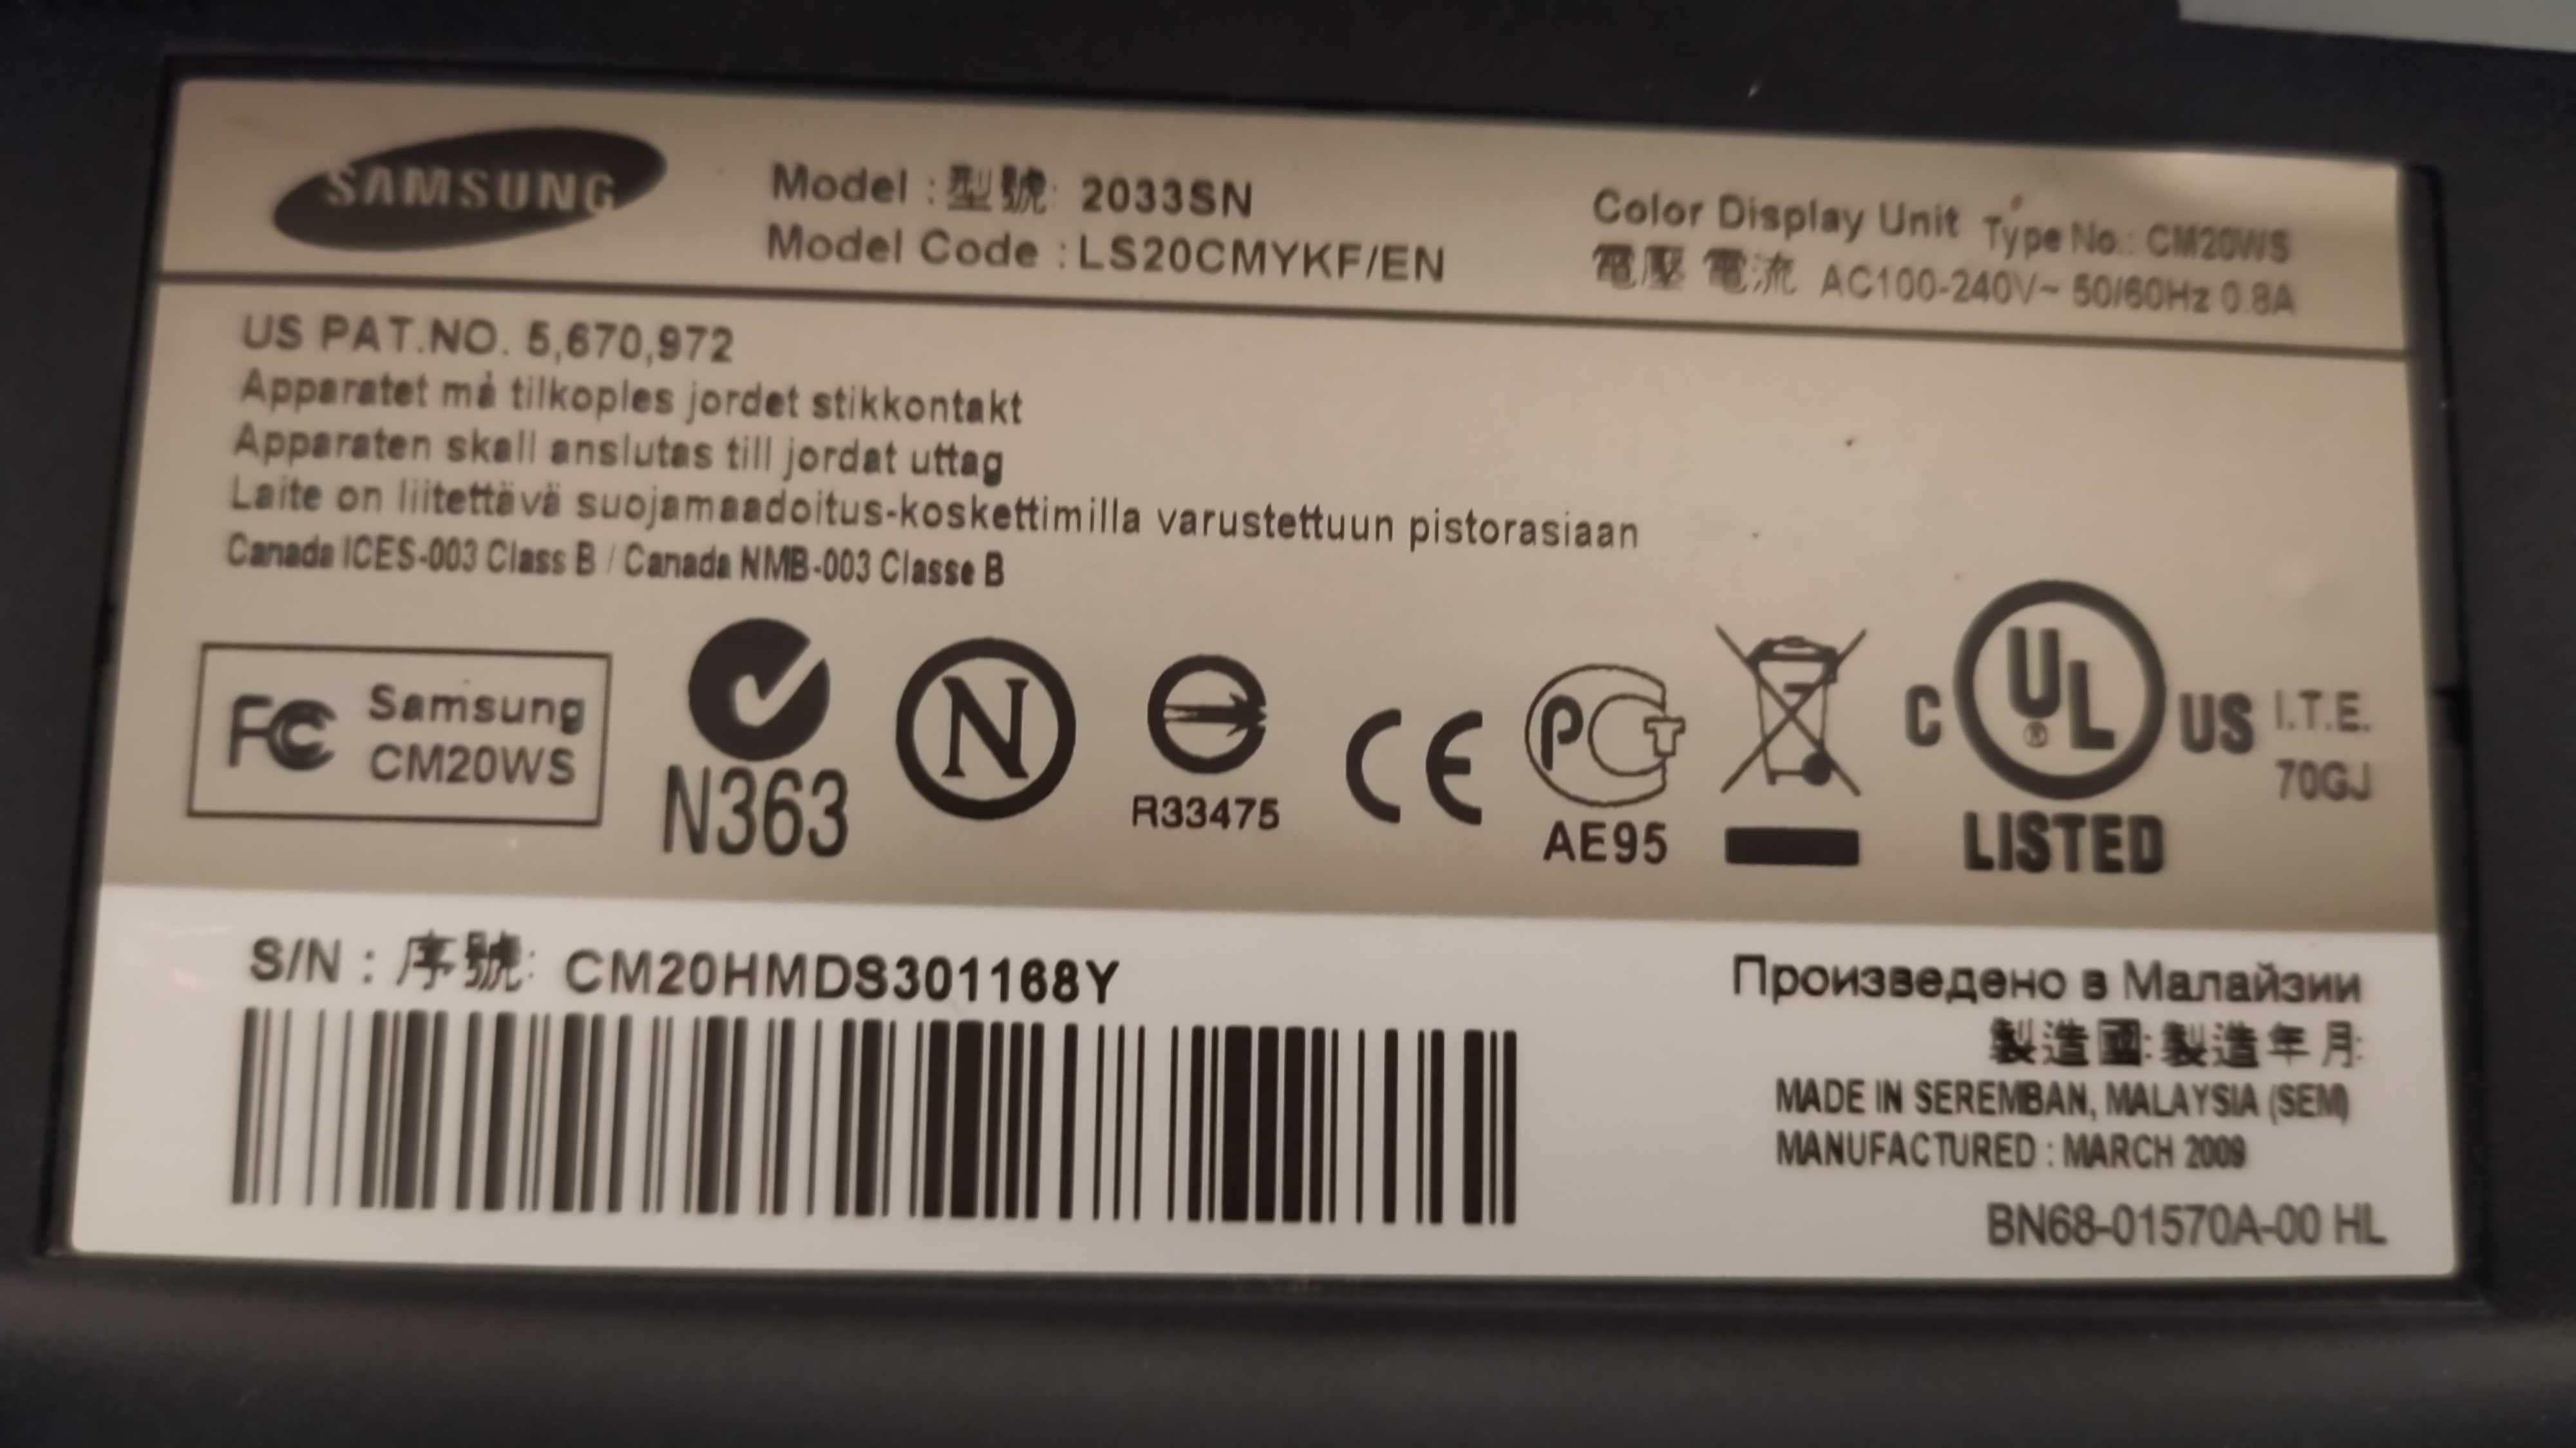 SAMSUNG
Model : 型號: 2033SN
Model Code : LS20CMYKF/EN
Color Display Unit Type No.: CM20WS
電壓 電流 AC100-240V~ 50/60Hz 0.8A
US PAT.NO. 5,670,972
Apparatet må tilkoples jordet stikkontakt
Apparaten skall anslutas till jordat uttag
Laite on liitettävä suojamaadoitus-koskettimilla varustettuun pistorasiaan
Canada ICES-003 Class B / Canada NMB-003 Classe B
FC Samsung
CM20WS
N363
N
R33475
CE
РСТ
AE95
C UL® US
LISTED
I.T.E.
70GJ
S/N : 序號: CM20HMDS301168Y
Произведено в Малайзии
製造國: 製造年月:
MADE IN SEREMBAN, MALAYSIA (SEM)
MANUFACTURED : MARCH 2009
BN68-01570A-00 HL